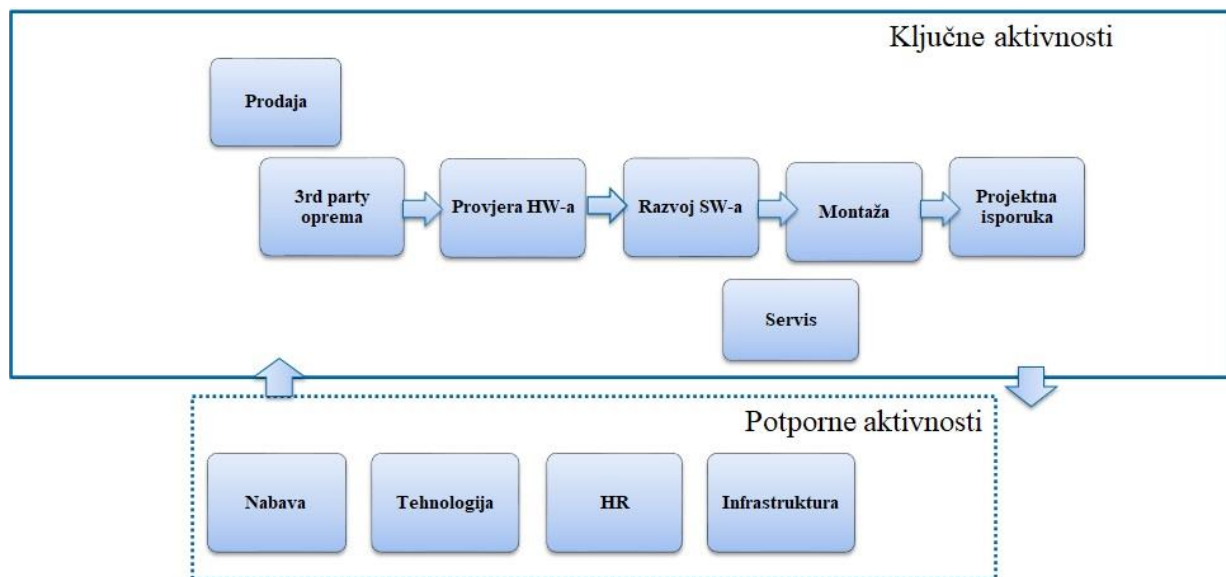 Ključne aktivnosti
Prodaja
3rd party
oprema
Provjera HW-a
Razvoj SW-a
Montaža
Projektna
isporuka
Servis
Potporne aktivnosti
Nabava
Tehnologija
HR
Infrastruktura